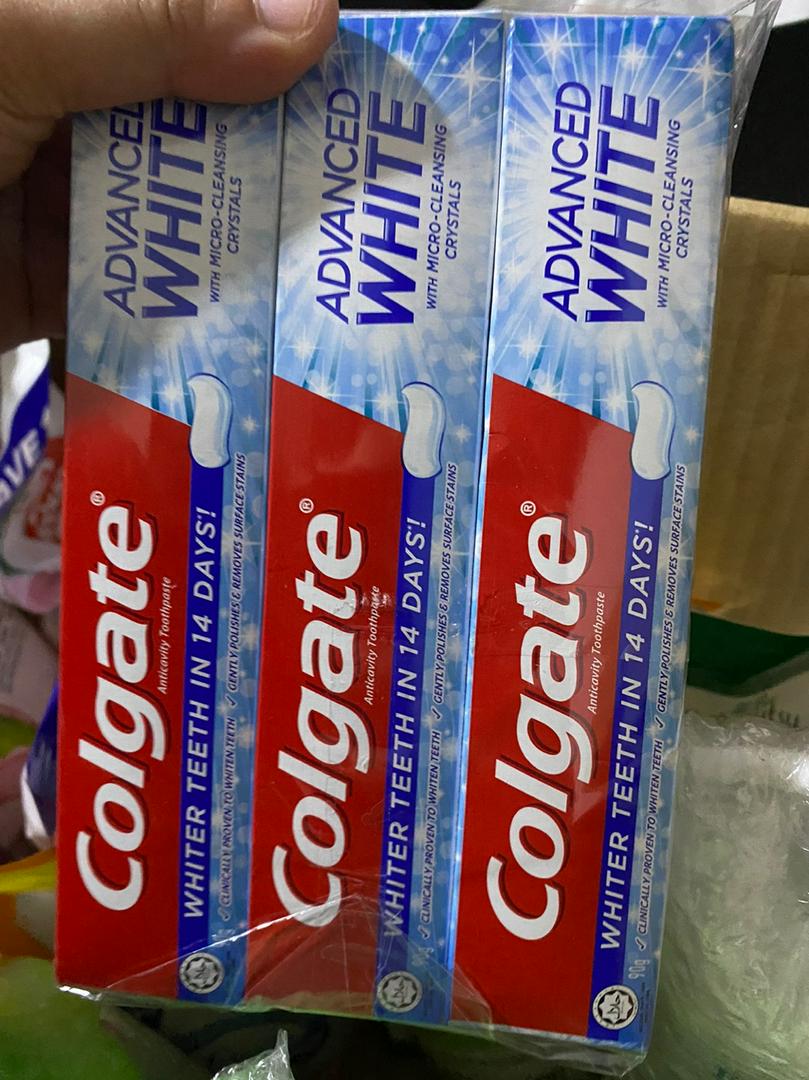 ADVANCED
WHITE
WITH MICRO-CLEANSING
CRYSTALS
Colgate®
Anticavity Toothpaste
WHITER TEETH IN 14 DAYS!
✓ CLINICALLY PROVEN TO WHITEN TEETH ✓ GENTLY POLISHES & REMOVES SURFACE STAINS
ADVANCED
WHITE
WITH MICRO-CLEANSING
CRYSTALS
Colgate®
Anticavity Toothpaste
WHITER TEETH IN 14 DAYS!
✓ CLINICALLY PROVEN TO WHITEN TEETH ✓ GENTLY POLISHES & REMOVES SURFACE STAINS
90g
ADVANCED
WHITE
WITH MICRO-CLEANSING
CRYSTALS
Colgate®
Anticavity Toothpaste
WHITER TEETH IN 14 DAYS!
✓ CLINICALLY PROVEN TO WHITEN TEETH ✓ GENTLY POLISHES & REMOVES SURFACE STAINS
90g